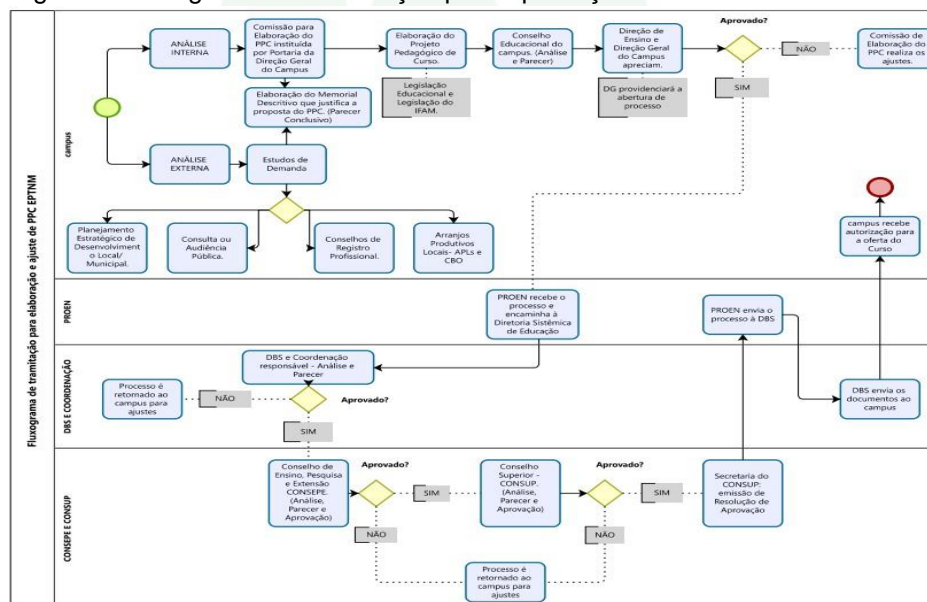 Aprovado?
ANÁLISE
INTERNA
Comissão para
Elaboração do
PPC instituída
por Portaria da
Direção Geral
do Campus
Elaboração do
Projeto
Pedagógico de
Curso.
Conselho
Educacional do
campus. (Análise
e Parecer)
Direção de
Ensino e
Direção Geral
do Campus
apreciam.
NÃO
Comissão de
Elaboração do
PPC realiza os
ajustes.
Legislação
Educacional e
Legislação do
IFAM.
DG providenciará a
abertura de
processo
SIM
Elaboração do Memorial
Descritivo que justifica a
proposta do PPC. (Parecer
Conclusivo)
campus
ANÁLISE
EXTERNA
Estudos de
Demanda
Planejamento
Estratégico de
Desenvolviment
o Local/
Municipal.
Consulta ou
Audiência
Pública.
Conselhos de
Registro
Profissional.
Arranjos
Produtivos
Locais- APLs e
CBO
campus recebe
autorização para
a oferta do
Curso
Fluxograma de tramitação para elaboração e ajuste de PPC EPTNM
PROEN
PROEN recebe o
processo e
encaminha à
Diretoria Sistêmica
de Educação
PROEN envia o
processo à DBS
DBS E COORDENAÇÃO
DBS e Coordenação
responsável - Análise e
Parecer
Processo é
retornado ao
campus para
ajustes
NÃO
Aprovado?
SIM
DBS envia os
documentos ao
campus
CONSEPE E CONSUP
Conselho de
Ensino, Pesquisa
e Extensão
CONSEPE.
(Análise,
Parecer e
Aprovação)
Aprovado?
SIM
NÃO
Conselho
Superior -
CONSUP.
(Análise,
Parecer e
Aprovação)
Aprovado?
SIM
NÃO
Secretaria do
CONSUP:
emissão de
Resolução de
Aprovação
Processo é
retornado ao
campus para
ajustes